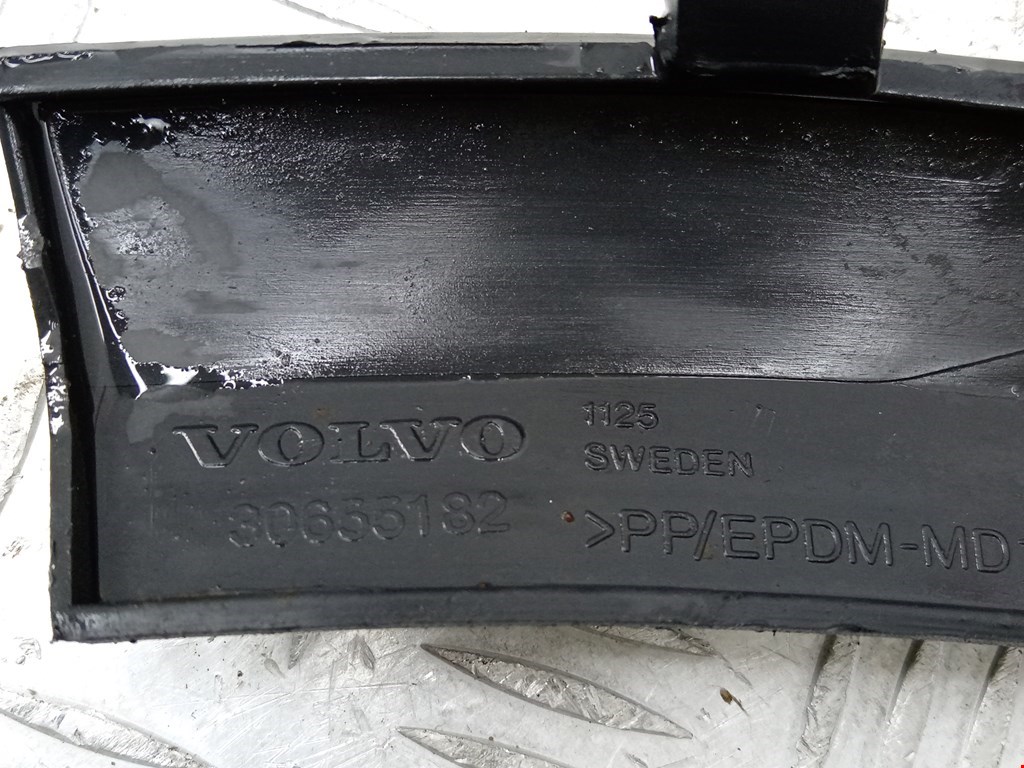 VOLVO
30655182
1125
SWEDEN
>PP/EPDM-MD